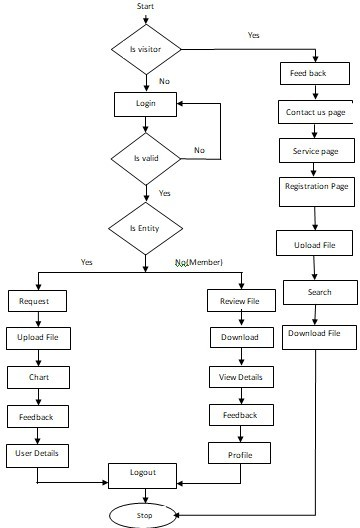 Start
Is visitor
Yes
No
Feed back
Login
Contact us page
No
Is valid
Service page
Yes
Registration Page
Is Entity
Upload File
Yes
No(Member)
Request
Review File
Search
Upload File
Download
Download File
Chart
View Details
Feedback
Feedback
User Details
Profile
Logout
Stop